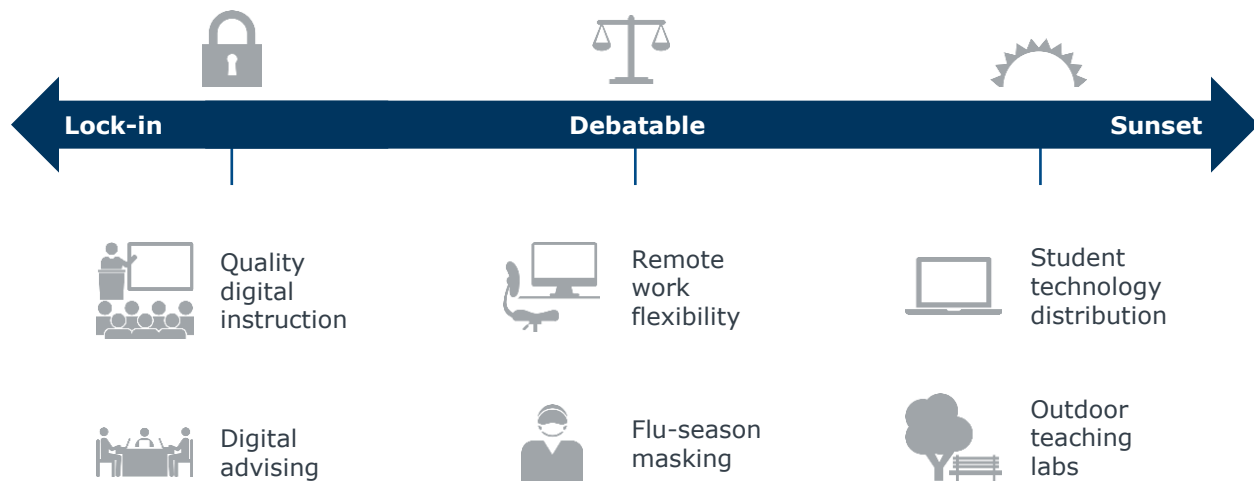 Lock-in
Debatable
Sunset
Quality
digital
instruction
Remote
work
flexibility
Student
technology
distribution
Digital
advising
Flu-season
masking
Outdoor
teaching
labs